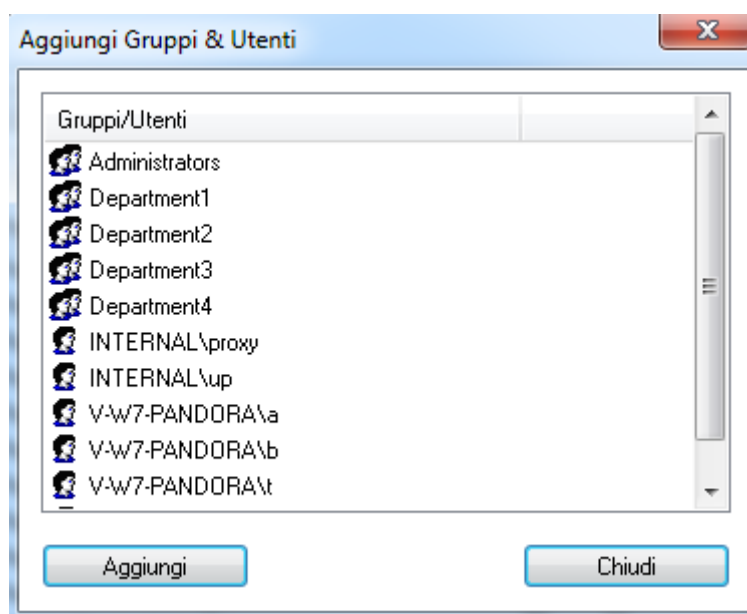 Aggiungi Gruppi & Utenti
Gruppi/Utenti
Administrators
Department1
Department2
Department3
Department4
INTERNAL\proxy
INTERNAL\up
V-W7-PANDORA\a
V-W7-PANDORA\b
V-W7-PANDORA\t
Aggiungi
Chiudi